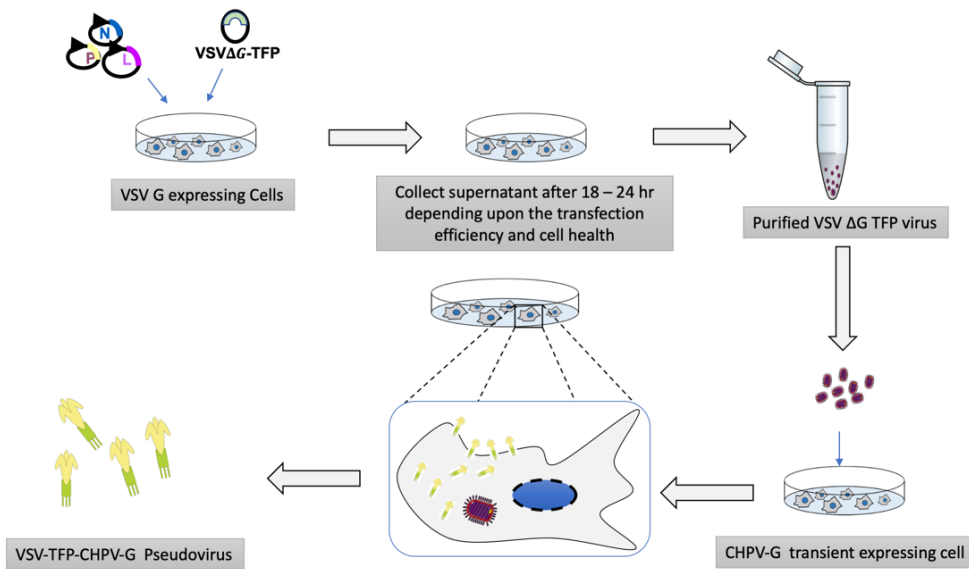 N
P
L
VSVΔG-TFP
VSV G expressing Cells
Collect supernatant after 18 – 24 hr
depending upon the transfection
efficiency and cell health
Purified VSV ΔG TFP virus
VSV-TFP-CHPV-G Pseudovirus
CHPV-G transient expressing cell